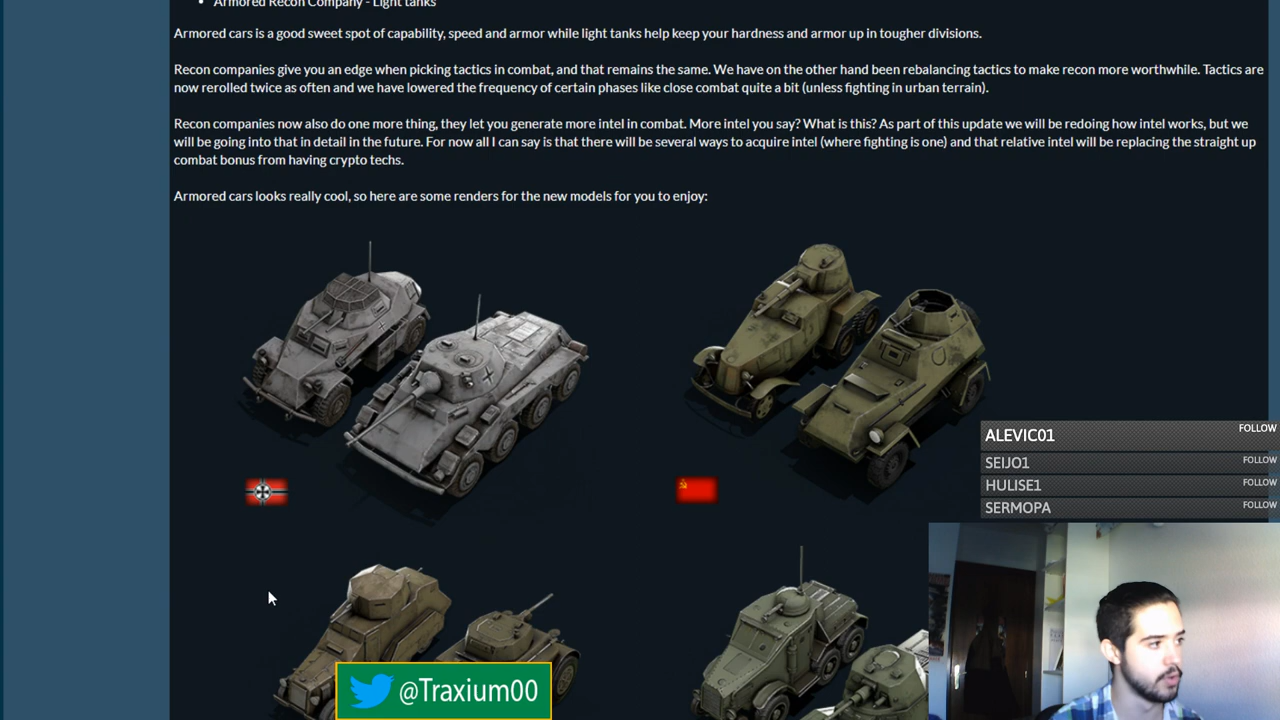 Armored Recon Company - Light tanks
Armored cars is a good sweet spot of capability, speed and armor while light tanks help keep your hardness and armor up in tougher divisions.
Recon companies give you an edge when picking tactics in combat, and that remains the same. We have on the other hand been rebalancing tactics to make recon more worthwhile. Tactics are
now rerolled twice as often and we have lowered the frequency of certain phases like close combat quite a bit (unless fighting in urban terrain).
Recon companies now also do one more thing, they let you generate more intel in combat. More intel you say? What is this? As part of this update we will be redoing how intel works, but we
will be going into that in detail in the future. For now all I can say is that there will be several ways to acquire intel (where fighting is one) and that relative intel will be replacing the straight up
combat bonus from having crypto techs.
Armored cars looks really cool, so here are some renders for the new models for you to enjoy:
ALEVIC01 FOLLOW
SEIJO1 FOLLOW
HULISE1 FOLLOW
SERMOPA FOLLOW
@Traxium00